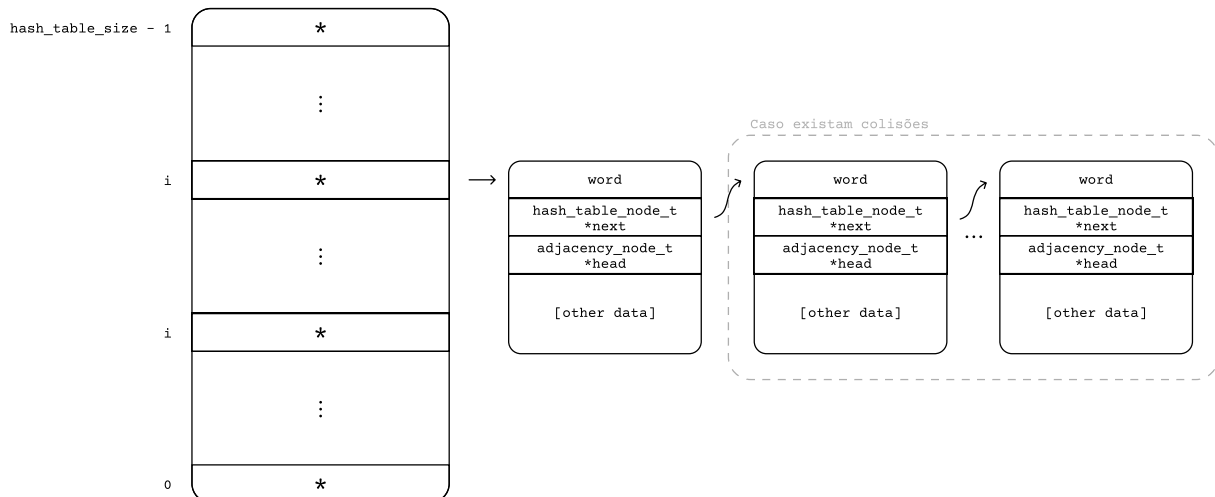 hash_table_size - 1
*
⋮
i
*
⋮
i
*
⋮
0
*
word
hash_table_node_t
*next
adjacency_node_t
*head
[other data]
Caso existam colisões
word
hash_table_node_t
*next
adjacency_node_t
*head
[other data]
...
word
hash_table_node_t
*next
adjacency_node_t
*head
[other data]